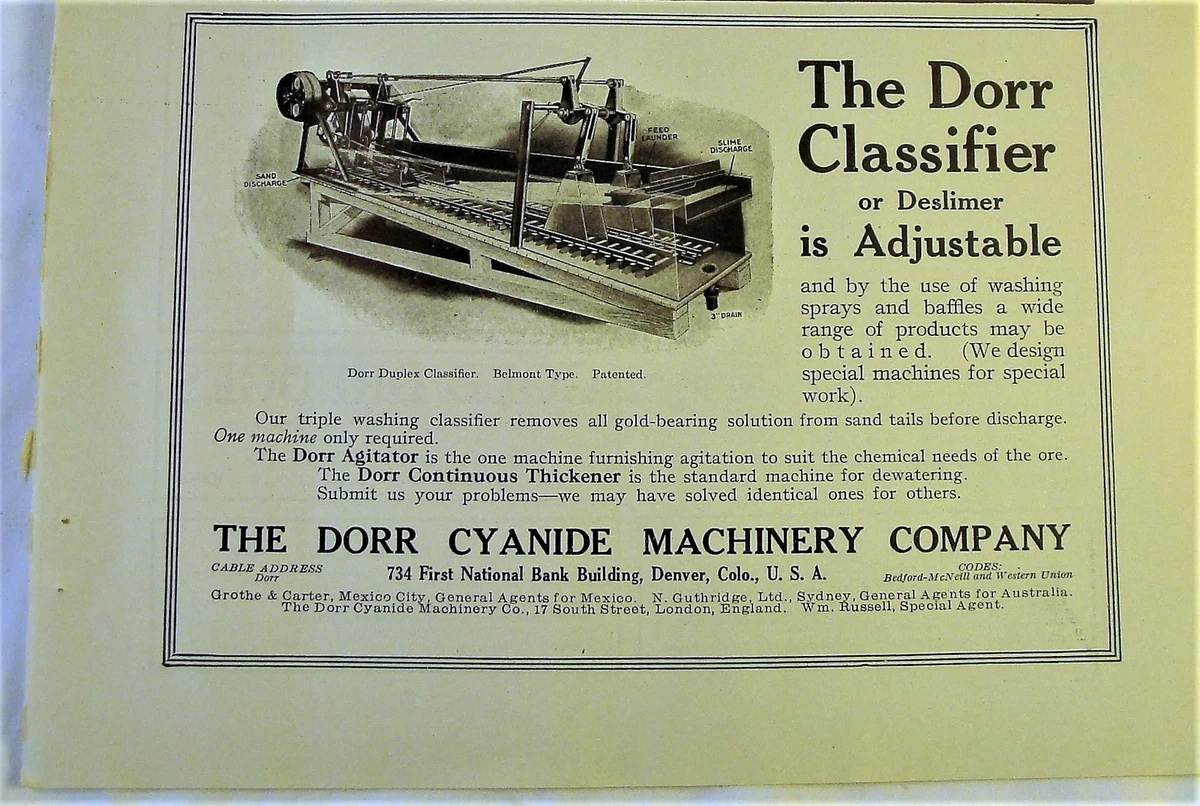 The Dorr
Classifier
or Deslimer
is Adjustable
and by the use of washing
sprays and baffles a wide
range of products may be
obtained. (We design
special machines for special
work).
SAND
DISCHARGE
FEED
LAUNDER
SLIME
DISCHARGE
3" DRAIN
Dorr Duplex Classifier. Belmont Type. Patented.
Our triple washing classifier removes all gold-bearing solution from sand tails before discharge.
One machine only required.
The Dorr Agitator is the one machine furnishing agitation to suit the chemical needs of the ore.
The Dorr Continuous Thickener is the standard machine for dewatering.
Submit us your problems—we may have solved identical ones for others.
THE DORR CYANIDE MACHINERY COMPANY
CABLE ADDRESS
Dorr
734 First National Bank Building, Denver, Colo., U. S. A.
CODES:
Bedford-McNeill and Western Union
Grothe & Carter, Mexico City, General Agents for Mexico. N. Guthridge, Ltd., Sydney, General Agents for Australia.
The Dorr Cyanide Machinery Co., 17 South Street, London, England. Wm. Russell, Special Agent.